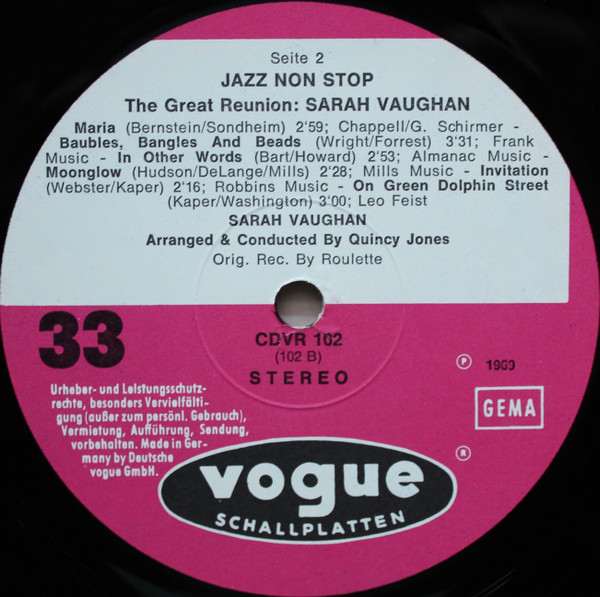 Seite 2
JAZZ NON STOP
The Great Reunion: SARAH VAUGHAN
Maria (Bernstein/Sondheim) 2'59; Chappell/G. Schirmer -
Baubles, Bangles And Beads (Wright/Forrest) 3'31; Frank
Music - In Other Words (Bart/Howard) 2'53; Almanac Music -
Moonglow (Hudson/DeLange/Mills) 2'28; Mills Music - Invitation
(Webster/Kaper) 2'16; Robbins Music - On Green Dolphin Street
(Kaper/Washington) 3'00; Leo Feist
SARAH VAUGHAN
Arranged & Conducted By Quincy Jones
Orig. Rec. By Roulette
33
CDVR 102
(102 B)
STEREO
P
GEMA
Urheber- und Leistungsschutz-
rechte, besonders Vervielfälti-
gung (außer zum persönl. Gebrauch),
Vermietung, Aufführung, Sendung,
vorbehalten. Made in Ger-
many by Deutsche
vogue GmbH.
R
vogue
SCHALLPLATTEN